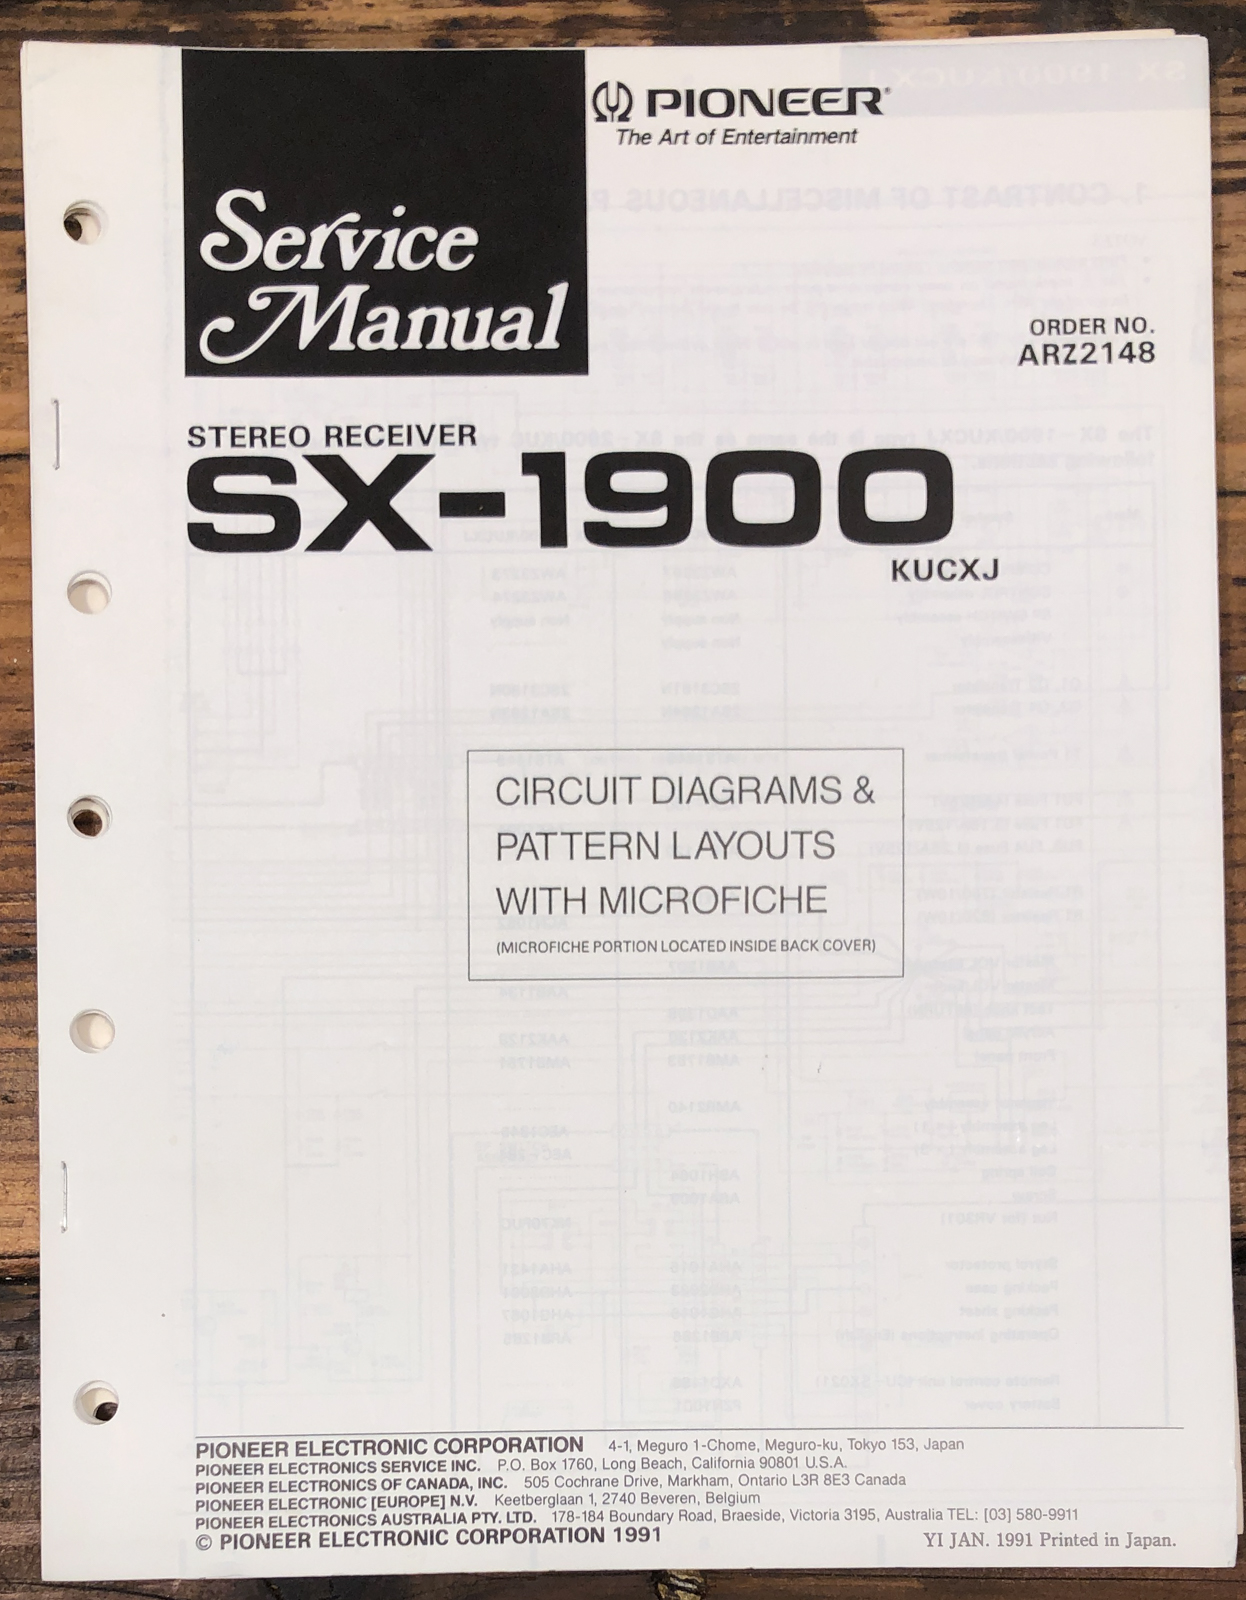 Service
Manual
PIONEER®
The Art of Entertainment
ORDER NO.
ARZ2148
STEREO RECEIVER
SX-1900
KUCXJ
CIRCUIT DIAGRAMS &
PATTERN LAYOUTS
WITH MICROFICHE
(MICROFICHE PORTION LOCATED INSIDE BACK COVER)
PIONEER ELECTRONIC CORPORATION 4-1, Meguro 1-Chome, Meguro-ku, Tokyo 153, Japan
PIONEER ELECTRONICS SERVICE INC. P.O. Box 1760, Long Beach, California 90801 U.S.A.
PIONEER ELECTRONICS OF CANADA, INC. 505 Cochrane Drive, Markham, Ontario L3R 8E3 Canada
PIONEER ELECTRONIC [EUROPE] N.V. Keetberglaan 1, 2740 Beveren, Belgium
PIONEER ELECTRONICS AUSTRALIA PTY. LTD. 178-184 Boundary Road, Braeside, Victoria 3195, Australia TEL: [03] 580-9911
© PIONEER ELECTRONIC CORPORATION 1991 YI JAN. 1991 Printed in Japan.